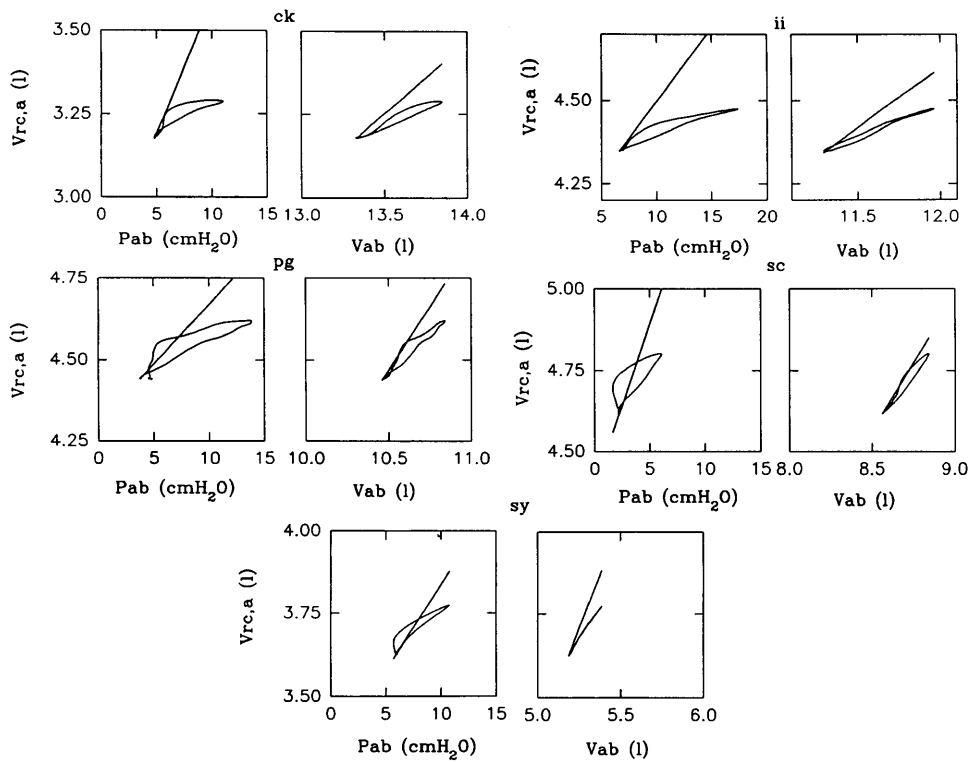 ck
Vrc,a (l)
3.50
3.25
3.00
0 5 10 15
Pab (cmH₂O)
13.0 13.5 14.0
Vab (l)
ii
Vrc,a (l)
4.50
4.25
5 10 15 20
Pab (cmH₂O)
11.5 12.0
Vab (l)
pg
Vrc,a (l)
4.75
4.50
4.25
0 5 10 15
Pab (cmH₂O)
10.0 10.5 11.0
Vab (l)
sc
Vrc,a (l)
5.00
4.75
4.50
0 5 10 15
Pab (cmH₂O)
8.0 8.5 9.0
Vab (l)
sy
Vrc,a (l)
4.00
3.75
3.50
0 5 10 15
Pab (cmH₂O)
5.0 5.5 6.0
Vab (l)